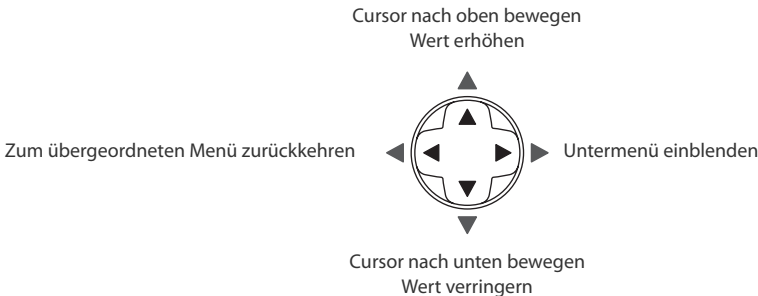 Cursor nach oben bewegen
Wert erhöhen
Zum übergeordneten Menü zurückkehren
Untermenü einblenden
Cursor nach unten bewegen
Wert verringern